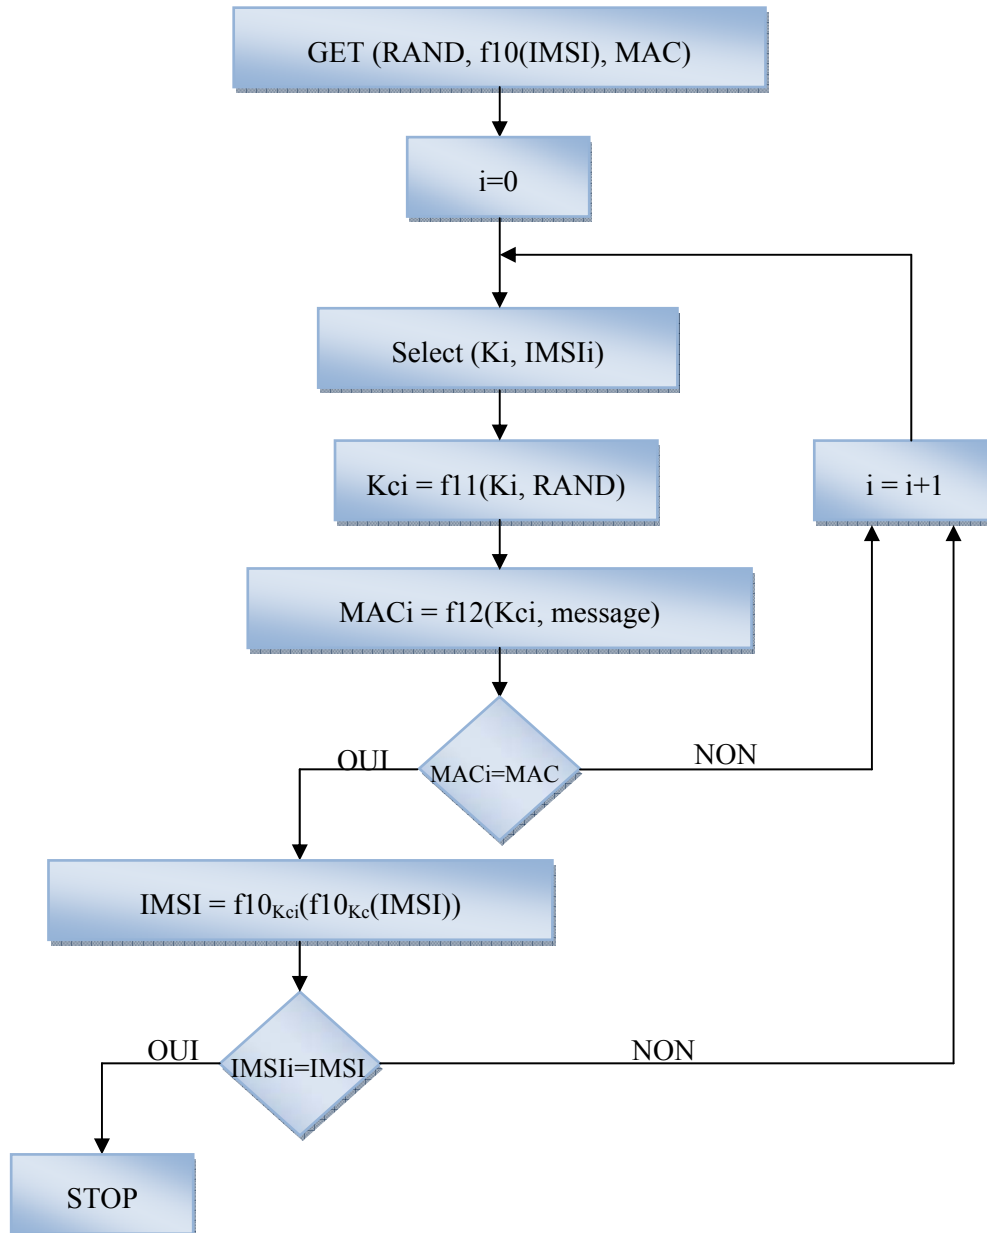 GET (RAND, f10(IMSI), MAC)
i=0
Select (Ki, IMSIi)
Kci = f11(Ki, RAND)
i = i+1
MACi = f12(Kci, message)
OUI
MACi=MAC
NON
IMSI = f10Kci(f10Kc(IMSI))
OUI
IMSIi=IMSI
NON
STOP